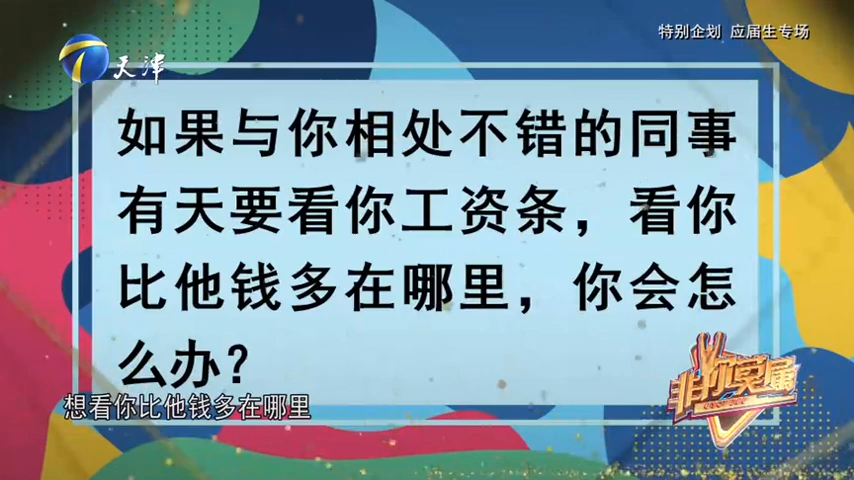 特别企划 应届生专场
天津
如果与你相处不错的同事
有天要看你工资条，看你
比他钱多在哪里，你会怎
么办？
非你莫属
想看你比他钱多在哪里